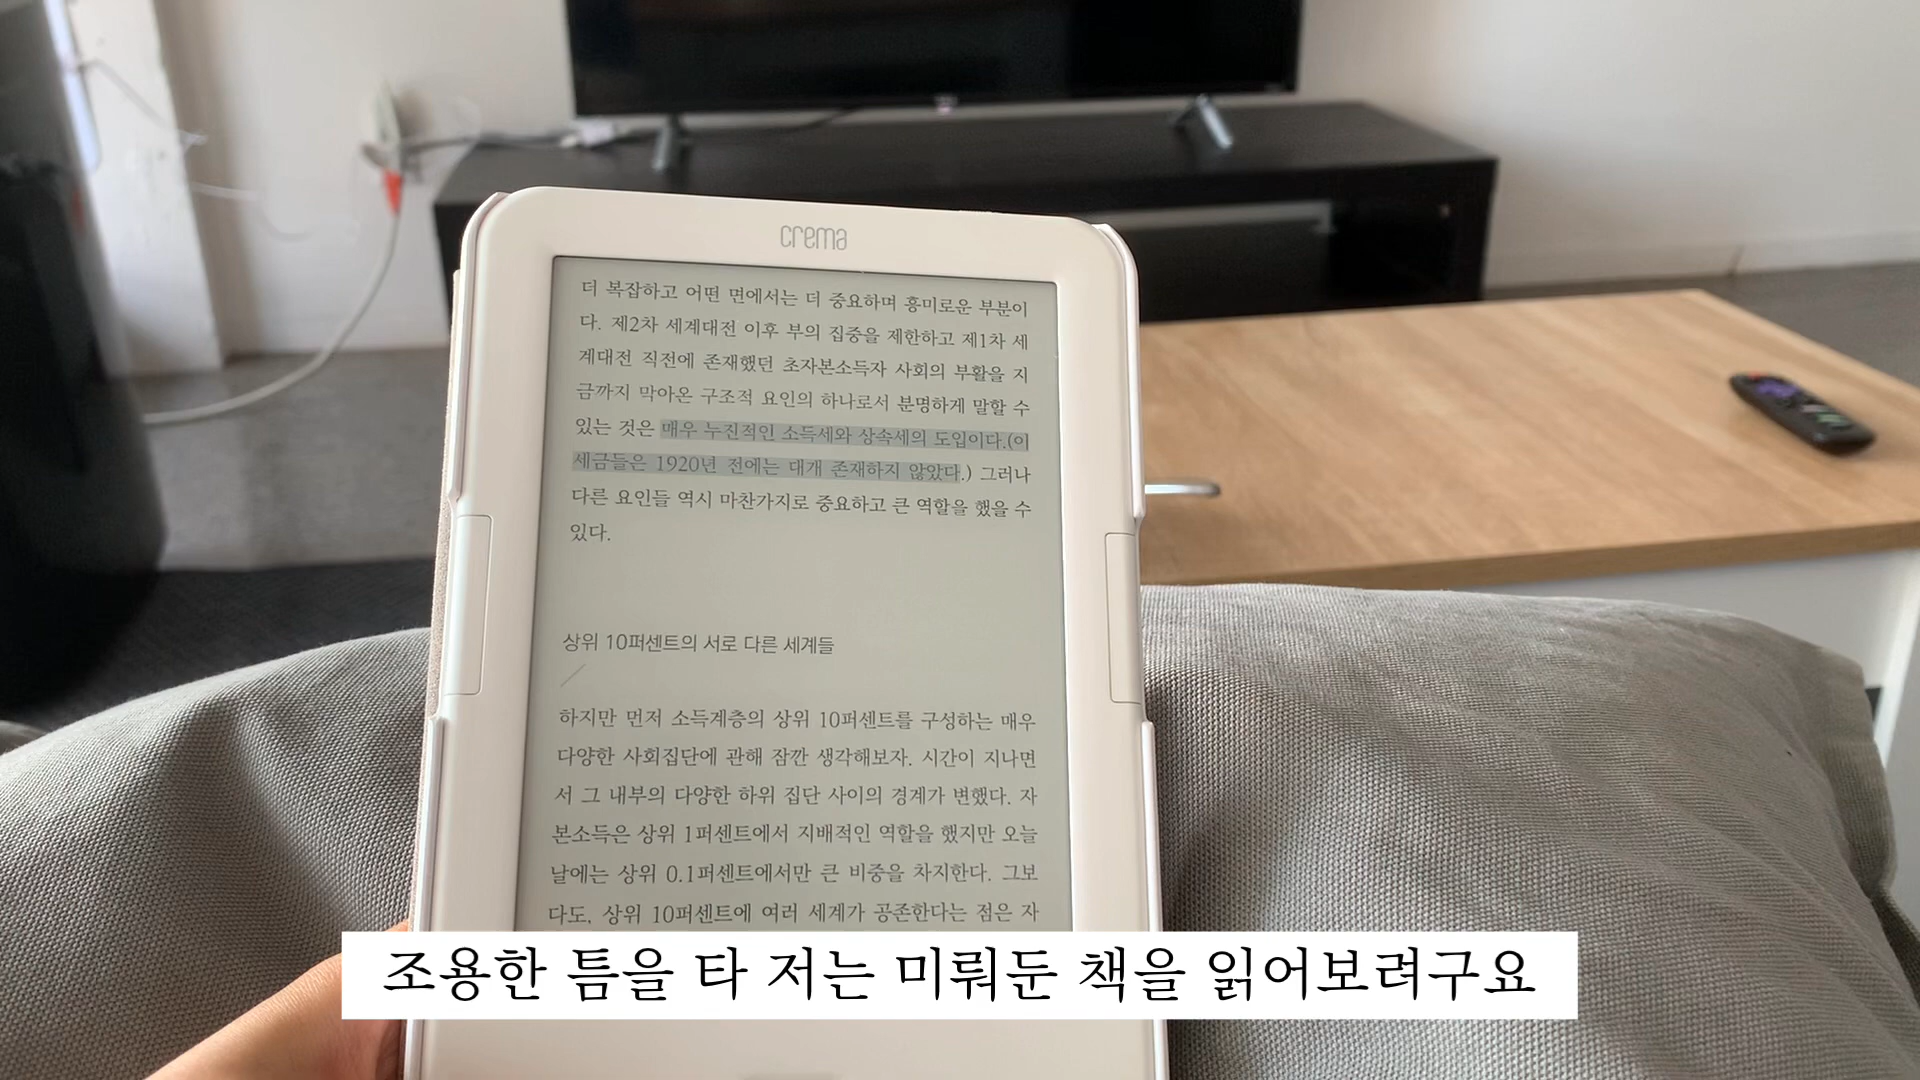 crema
더 복잡하고 어떤 면에서는 더 중요하며 흥미로운 부분이
다. 제2차 세계대전 이후 부의 집중을 제한하고 제1차 세
계대전 직전에 존재했던 초자본소득자 사회의 부활을 지
금까지 막아온 구조적 요인의 하나로서 분명하게 말할 수
있는 것은 매우 누진적인 소득세와 상속세의 도입이다.(이
세금들은 1920년 전에는 대개 존재하지 않았다.) 그러나
다른 요인들 역시 마찬가지로 중요하고 큰 역할을 했을 수
있다.
상위 10퍼센트의 서로 다른 세계들
하지만 먼저 소득계층의 상위 10퍼센트를 구성하는 매우
다양한 사회집단에 관해 잠깐 생각해보자. 시간이 지나면
서 그 내부의 다양한 하위 집단 사이의 경계가 변했다. 자
본소득은 상위 1퍼센트에서 지배적인 역할을 했지만 오늘
날에는 상위 0.1퍼센트에서만 큰 비중을 차지한다. 그보
다도, 상위 10퍼센트에 여러 세계가 공존한다는 점은 자
조용한 틈을 타 저는 미뤄둔 책을 읽어보려구요